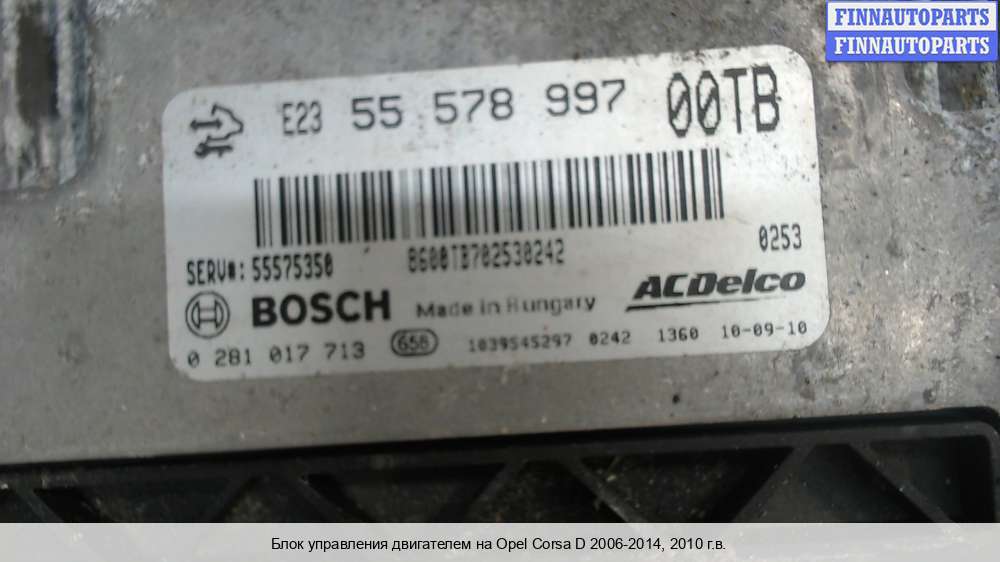 FINNAUTOPARTS
FINNAUTOPARTS
E23 55 578 997 00TB
SERV#: 55575350 8600TB702530242 0253
BOSCH Made in Hungary ACDelco
0 281 017 713 658 1039S45297 0242 1360 10-09-10
Блок управления двигателем на Opel Corsa D 2006-2014, 2010 г.в.